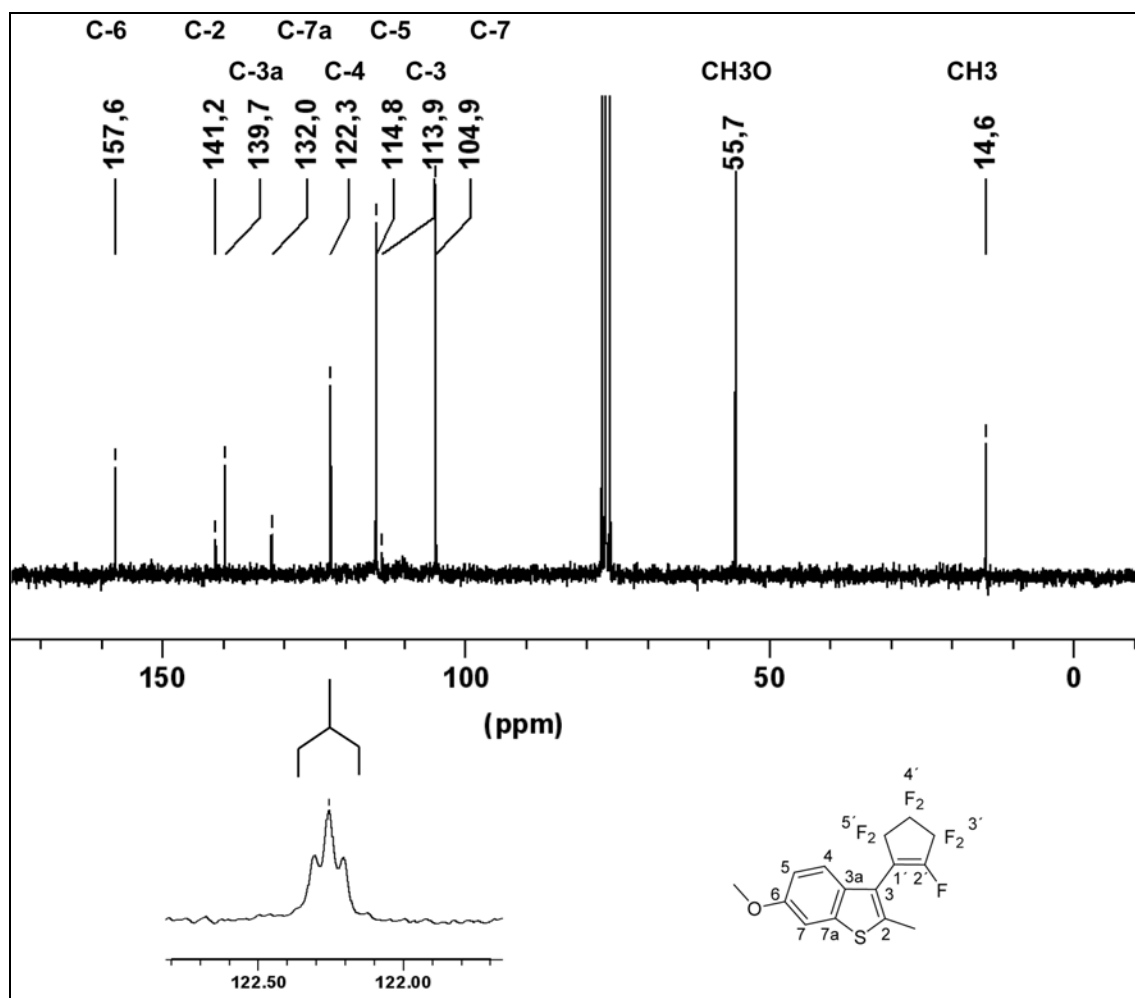 C-6 C-2 C-7a C-5 C-7
C-3a C-4 C-3 CH3O CH3
157,6 141,2 139,7 132,0 122,3 114,8 113,9 104,9 55,7 14,6
150 100 50 0
(ppm)
122.50 122.00
4´
F2
5´ F2 F2 3´
4
5 3a 1´ 2´ F
6 3
O
7 7a S 2